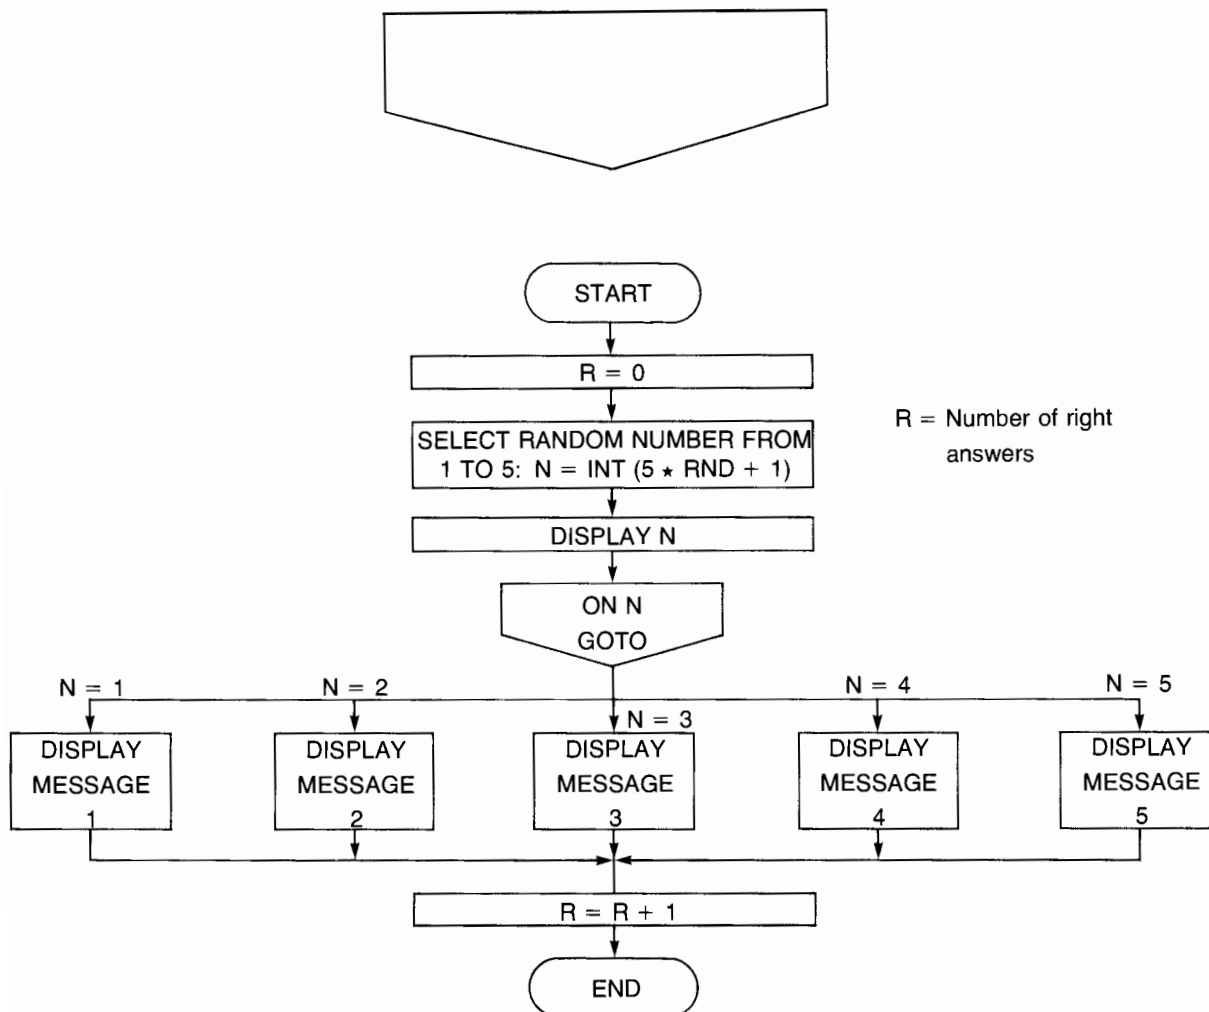 START
R = 0
R = Number of right
answers
SELECT RANDOM NUMBER FROM
1 TO 5: N = INT (5 ★ RND + 1)
DISPLAY N
ON N
GOTO
N = 1
N = 2
N = 3
N = 4
N = 5
DISPLAY
MESSAGE
1
DISPLAY
MESSAGE
2
DISPLAY
MESSAGE
3
DISPLAY
MESSAGE
4
DISPLAY
MESSAGE
5
R = R + 1
END